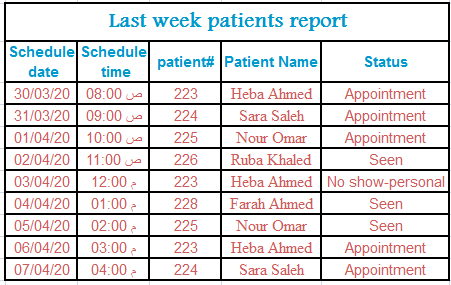 Last week patients report
Schedule date Schedule time patient# Patient Name Status
30/03/20 08:00 ص 223 Heba Ahmed Appointment
31/03/20 09:00 ص 224 Sara Saleh Appointment
01/04/20 10:00 ص 225 Nour Omar Appointment
02/04/20 11:00 ص 226 Ruba Khaled Seen
03/04/20 12:00 م 223 Heba Ahmed No show-personal
04/04/20 01:00 م 228 Farah Ahmed Seen
05/04/20 02:00 م 225 Nour Omar Seen
06/04/20 03:00 م 223 Heba Ahmed Appointment
07/04/20 04:00 م 224 Sara Saleh Appointment